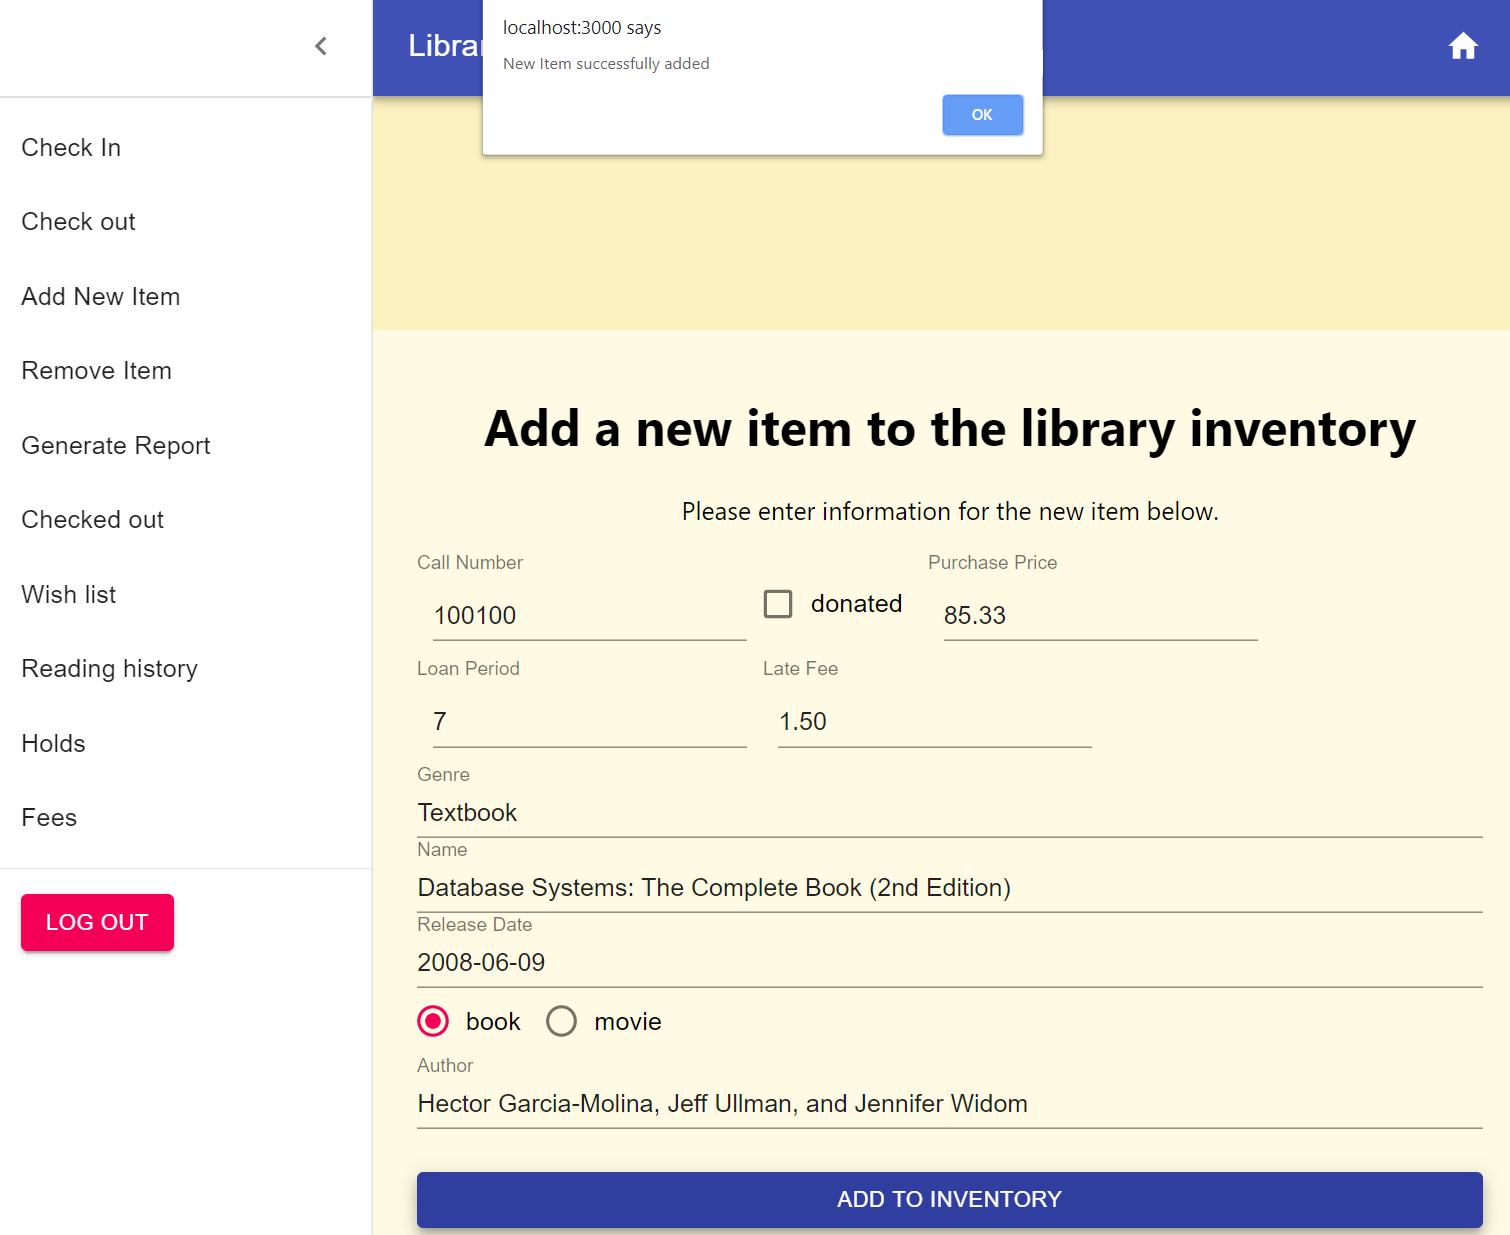 Check In
Check out
Add New Item
Remove Item
Generate Report
Checked out
Wish list
Reading history
Holds
Fees
LOG OUT
localhost:3000 says
New Item successfully added
OK
Add a new item to the library inventory
Please enter information for the new item below.
Call Number
100100
donated
Purchase Price
85.33
Loan Period
7
Late Fee
1.50
Genre
Textbook
Name
Database Systems: The Complete Book (2nd Edition)
Release Date
2008-06-09
book
movie
Author
Hector Garcia-Molina, Jeff Ullman, and Jennifer Widom
ADD TO INVENTORY